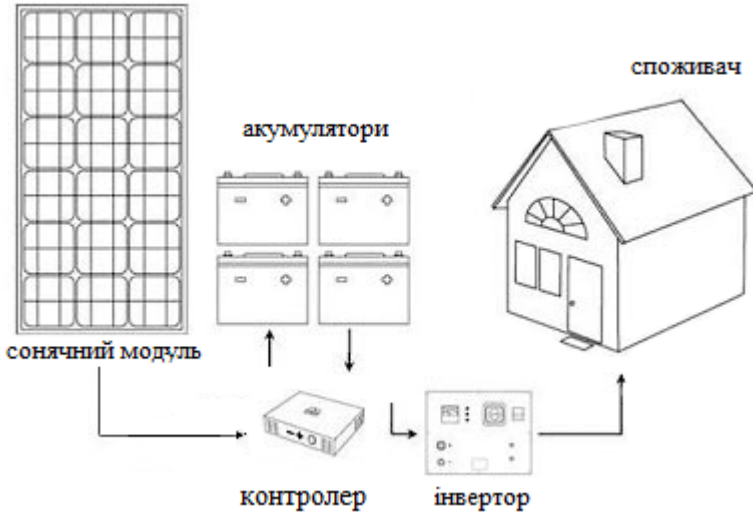 споживач
акумулятори
сонячний модуль
контролер
інвертор